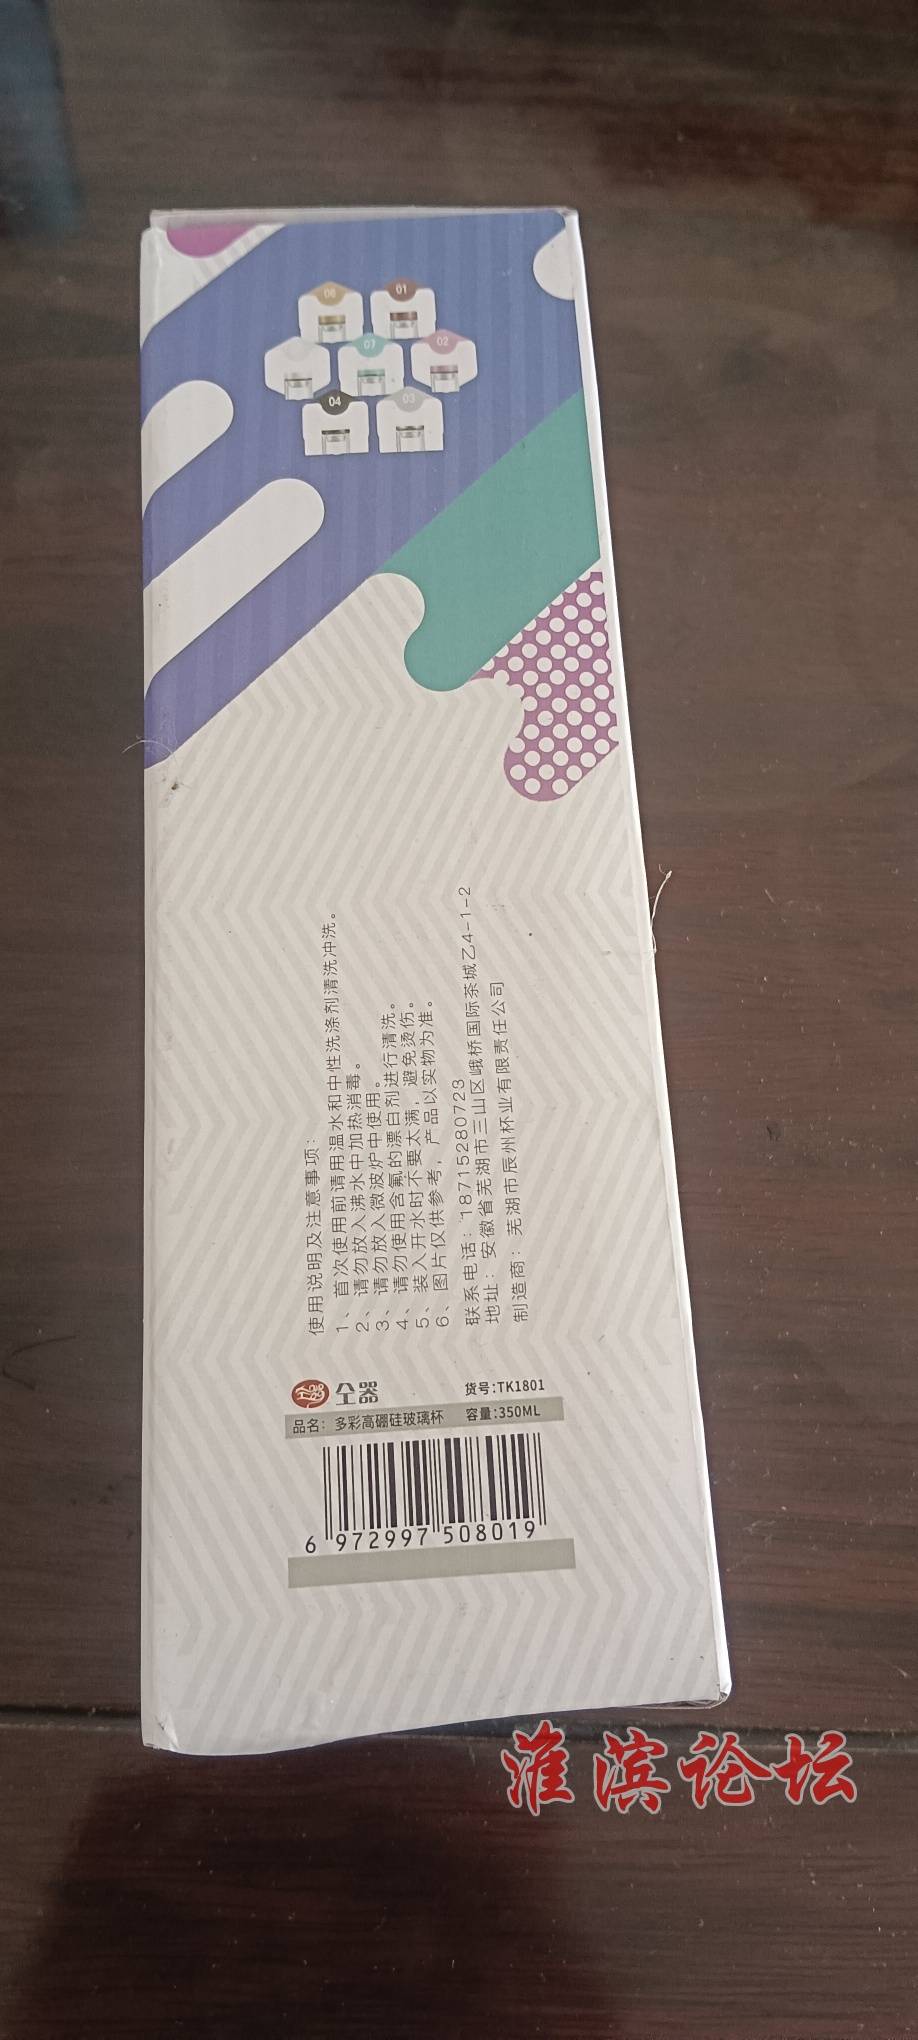 06
01
07
02
04
03
使用说明及注意事项:
1、首次使用前请用温水和中性洗涤剂清洗冲洗。
2、请勿放入沸水中加热消毒。
3、请勿放入微波炉中使用。
4、请勿使用含氟的漂白剂进行清洗。
5、装入开水时不要太满，避免烫伤。
6、图片仅供参考，产品以实物为准。
联系电话：18715280723
地址：安徽省芜湖市三山区峨桥国际茶城乙4-1-2
制造商：芜湖市辰州杯业有限责任公司
仝器 货号:TK1801
品名：多彩高硼硅玻璃杯 容量:350ML
6 972997 508019
淮滨论坛